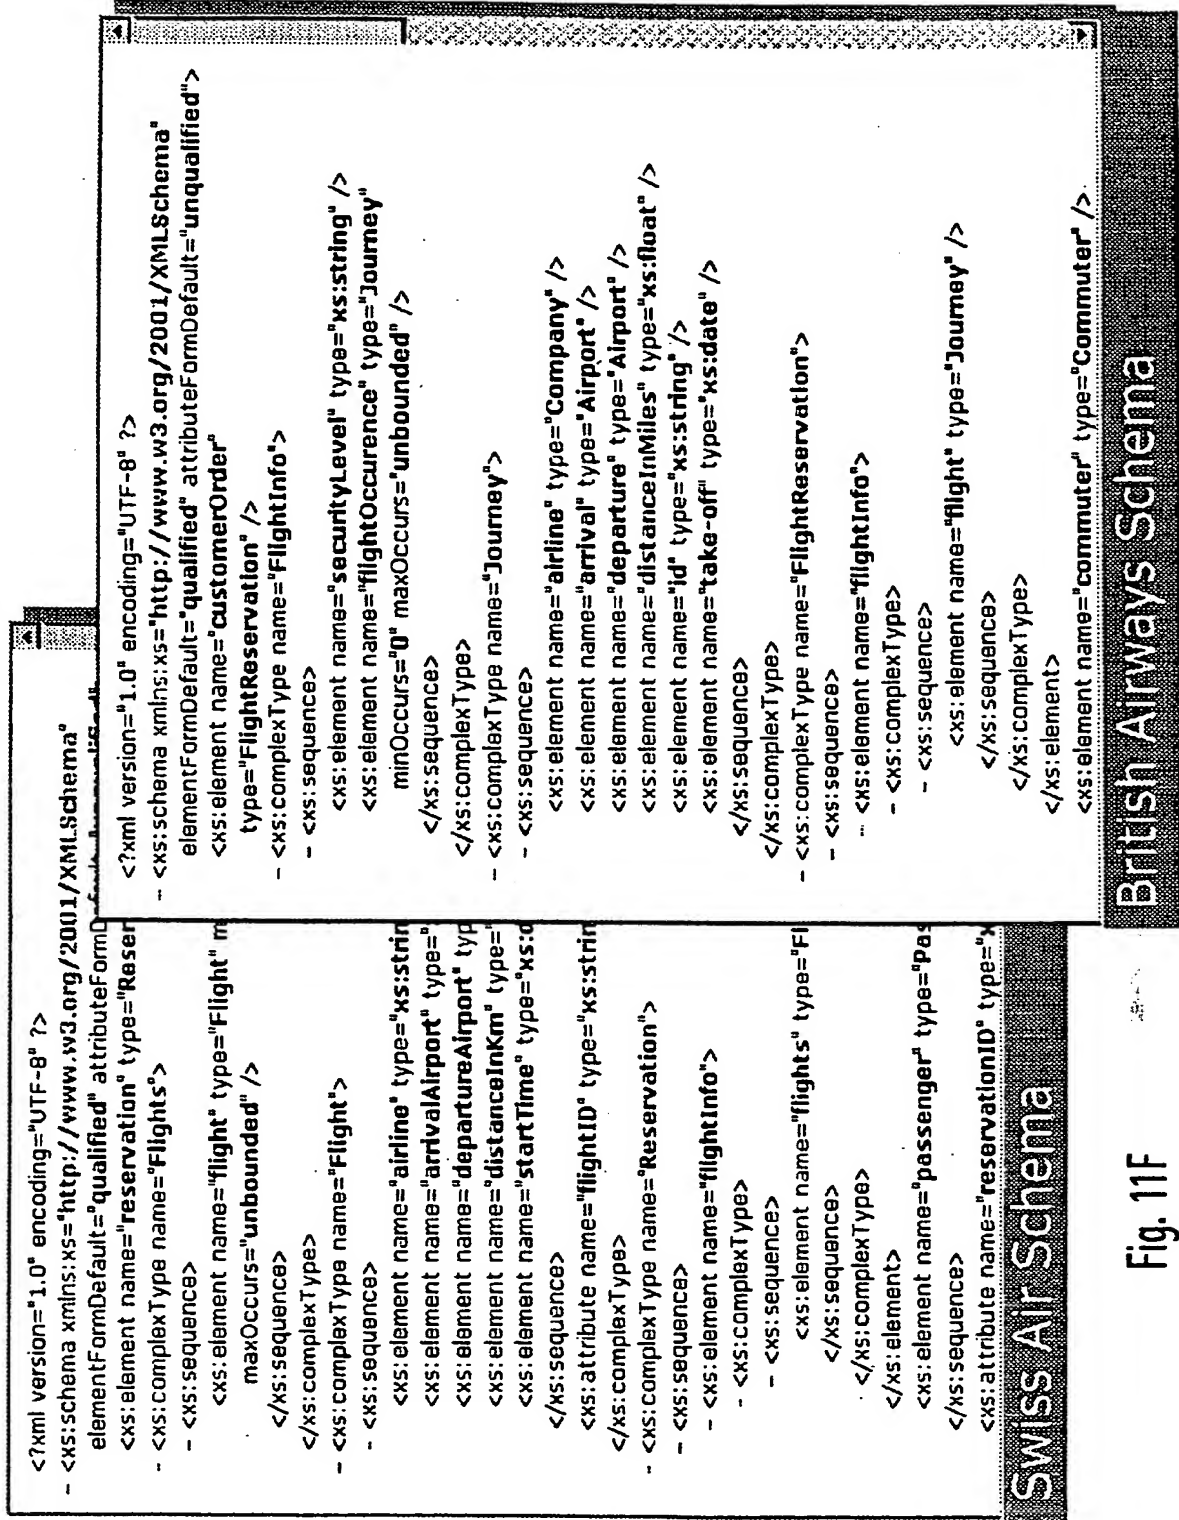 <?xml version="1.0" encoding="UTF-8" ?>
- <xs:schema xmlns:xs="http://www.w3.org/2001/XMLSchema"
elementFormDefault="qualified" attributeFormDefault="unqualified">
<xs:element name="reservation" type="Reser
- <xs:complexType name="Flights">
- <xs:sequence>
<xs:element name="flight" type="Flight" m
maxOccurs="unbounded" />
</xs:sequence>
</xs:complexType>
- <xs:complexType name="Flight">
- <xs:sequence>
<xs:element name="airline" type="xs:strin
<xs:element name="arrivalAirport" type="
<xs:element name="departureAirport" typ
<xs:element name="distanceInKm" type="
<xs:element name="startTime" type="xs:d
</xs:sequence>
<xs:attribute name="flightID" type="xs:strin
</xs:complexType>
- <xs:complexType name="Reservation">
- <xs:sequence>
- <xs:element name="flightInfo">
- <xs:complexType>
- <xs:sequence>
<xs:element name="flights" type="Fl
</xs:sequence>
</xs:complexType>
</xs:element>
<xs:element name="passenger" type="Pas
</xs:sequence>
<xs:attribute name="reservationID" type="x
Swiss Air Schema
<?xml version="1.0" encoding="UTF-8" ?>
- <xs:schema xmlns:xs="http://www.w3.org/2001/XMLSchema"
elementFormDefault="qualified" attributeFormDefault="unqualified">
<xs:element name="customerOrder"
type="FlightReservation" />
- <xs:complexType name="FlightInfo">
- <xs:sequence>
<xs:element name="securityLevel" type="xs:string" />
<xs:element name="flightOccurence" type="Journey"
minOccurs="0" maxOccurs="unbounded" />
</xs:sequence>
</xs:complexType>
- <xs:complexType name="Journey">
- <xs:sequence>
<xs:element name="airline" type="Company" />
<xs:element name="arrival" type="Airport" />
<xs:element name="departure" type="Airport" />
<xs:element name="distanceInMiles" type="xs:float" />
<xs:element name="id" type="xs:string" />
<xs:element name="take-off" type="xs:date" />
</xs:sequence>
</xs:complexType>
- <xs:complexType name="FlightReservation">
- <xs:sequence>
- <xs:element name="flightInfo">
- <xs:complexType>
- <xs:sequence>
<xs:element name="flight" type="Journey" />
</xs:sequence>
</xs:complexType>
</xs:element>
<xs:element name="commuter" type="Commuter" />
British Airways Schema
Fig. 11F